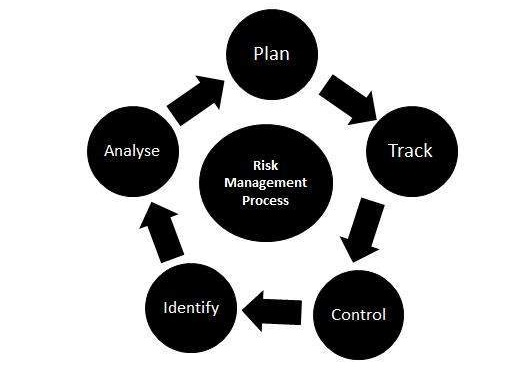 Plan
Track
Control
Identify
Analyse
Risk
Management
Process